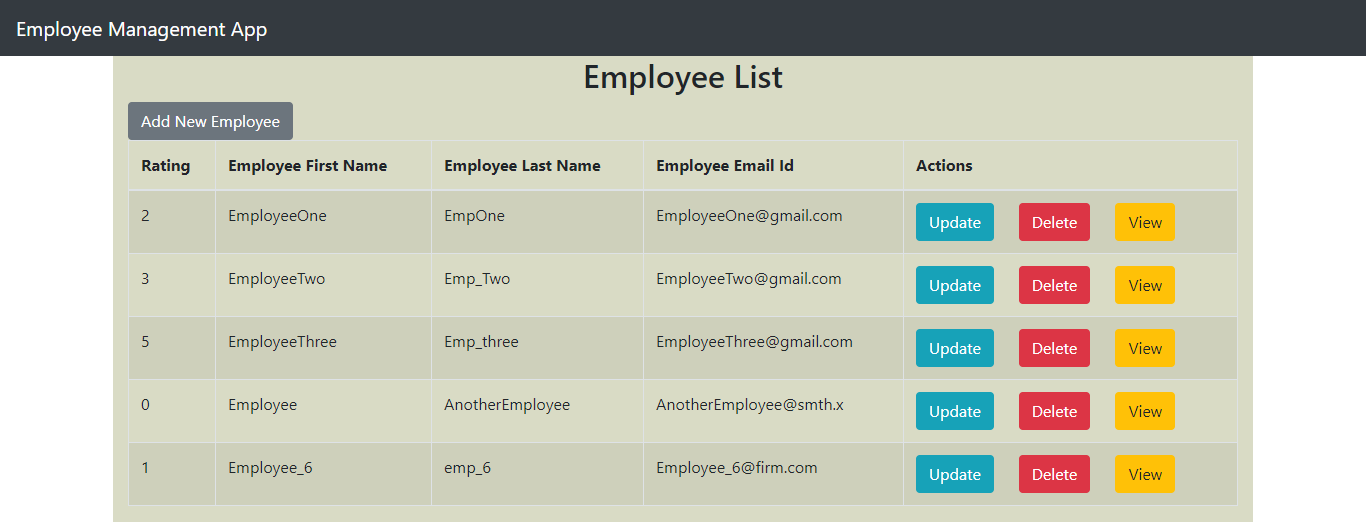 Employee Management App
Employee List
Add New Employee
Rating Employee First Name Employee Last Name Employee Email Id Actions
2 EmployeeOne EmpOne EmployeeOne@gmail.com Update Delete View
3 EmployeeTwo Emp_Two EmployeeTwo@gmail.com Update Delete View
5 EmployeeThree Emp_three EmployeeThree@gmail.com Update Delete View
0 Employee AnotherEmployee AnotherEmployee@smth.x Update Delete View
1 Employee_6 emp_6 Employee_6@firm.com Update Delete View